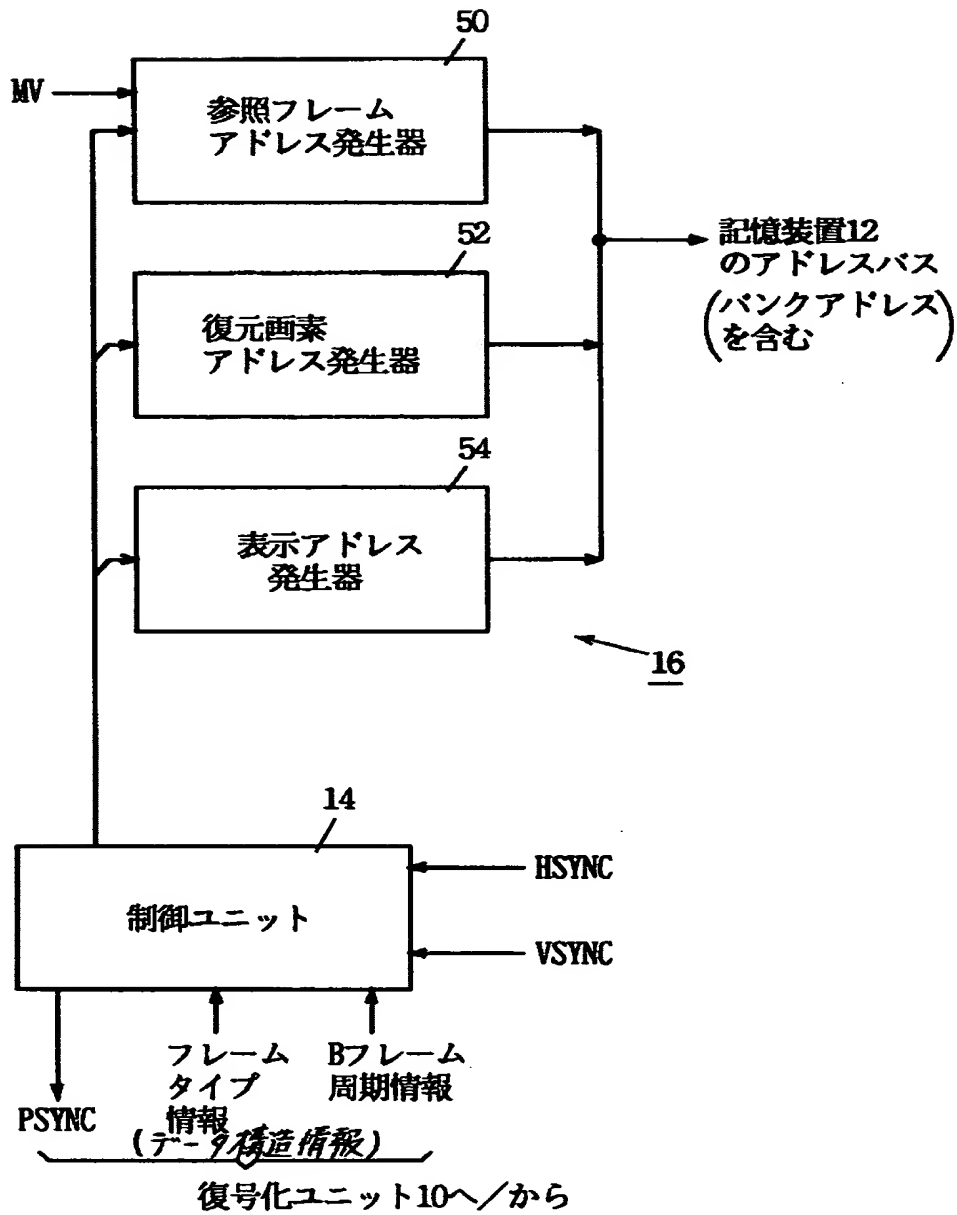 50
MV
参照フレーム
アドレス発生器
52
復元画素
アドレス発生器
記憶装置12
のアドレスバス
(バンクアドレス
を含む)
54
表示アドレス
発生器
16
14
制御ユニット
HSYNC
VSYNC
フレーム
タイプ
情報
Bフレーム
周期情報
PSYNC
(データ構造情報)
復号化ユニット10へ/から